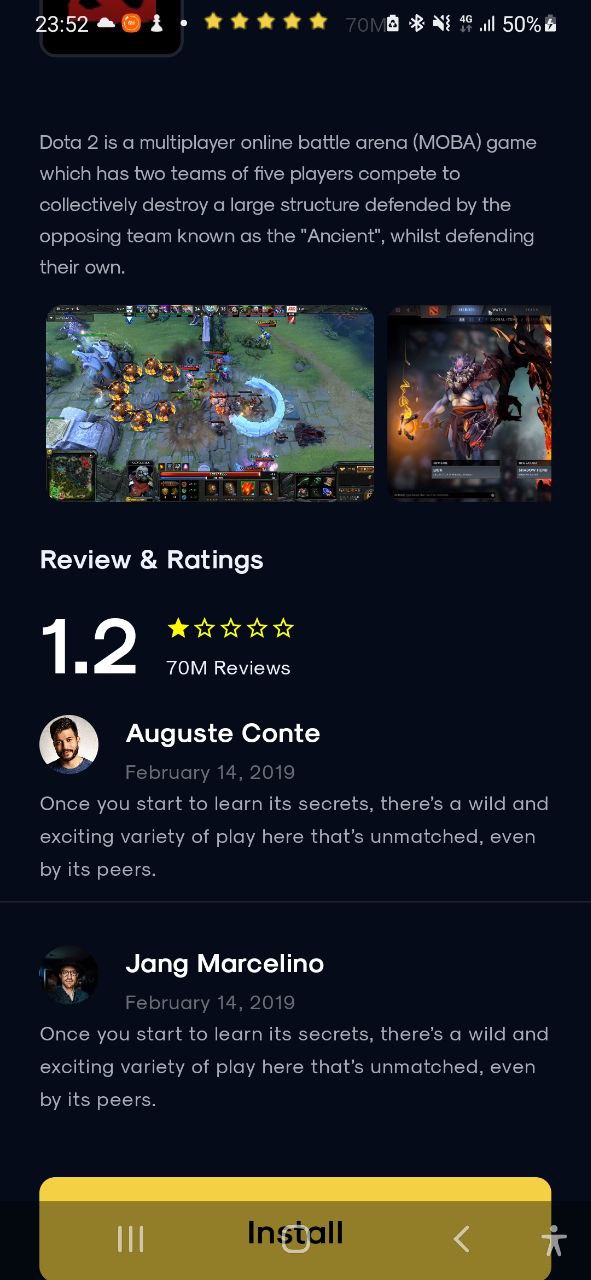 23:52
70M
4G
50%
Dota 2 is a multiplayer online battle arena (MOBA) game
which has two teams of five players compete to
collectively destroy a large structure defended by the
opposing team known as the "Ancient", whilst defending
their own.
Review & Ratings
1.2
70M Reviews
Auguste Conte
February 14, 2019
Once you start to learn its secrets, there's a wild and
exciting variety of play here that's unmatched, even
by its peers.
Jang Marcelino
February 14, 2019
Once you start to learn its secrets, there's a wild and
exciting variety of play here that's unmatched, even
by its peers.
Install